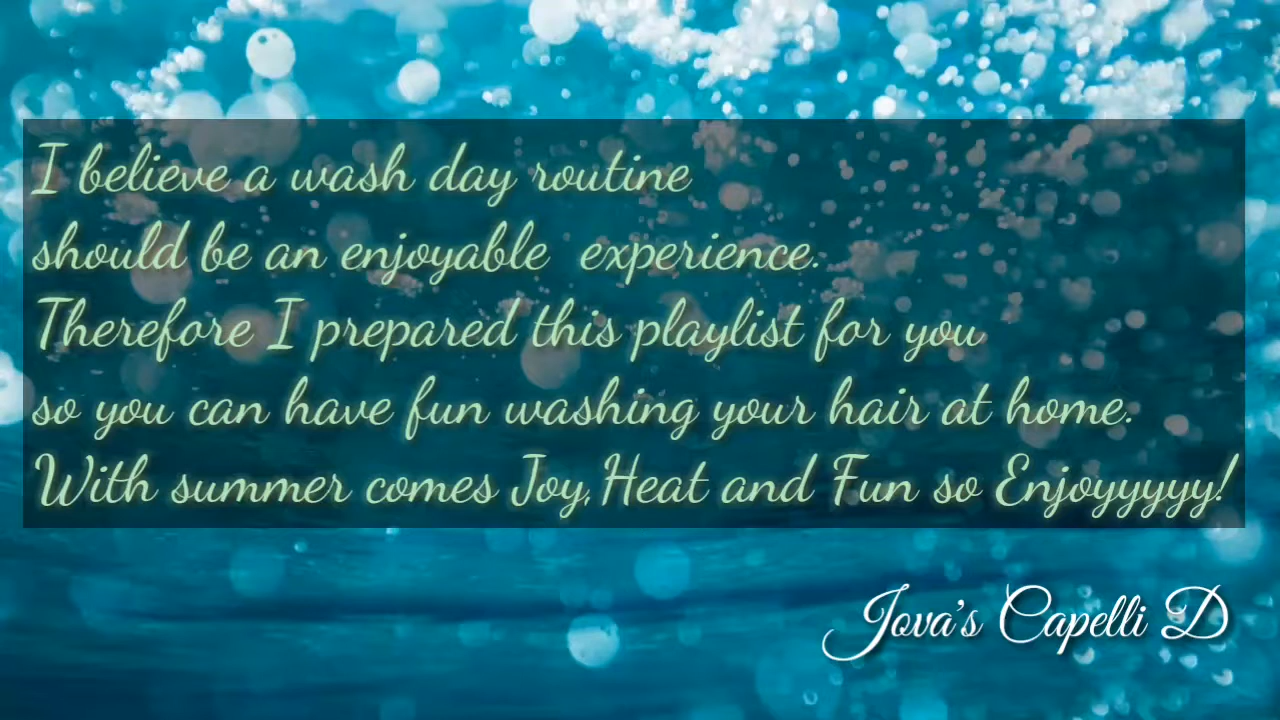 I believe a wash day routine
should be an enjoyable experience.
Therefore I prepared this playlist for you
so you can have fun washing your hair at home.
With summer comes Joy, Heat and Fun so Enjoyyyyy!
Jova's Capelli D